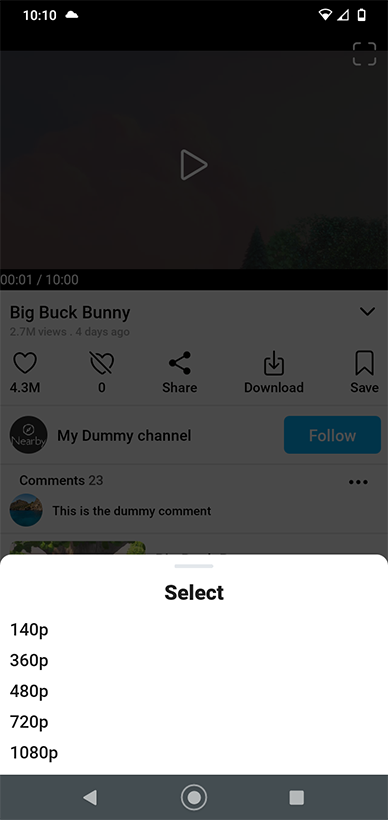 10:10
00:01 / 10:00
Big Buck Bunny
2.7M views . 4 days ago
4.3M 0 Share Download Save
Nearby My Dummy channel Follow
Comments 23
This is the dummy comment
Select
140p
360p
480p
720p
1080p